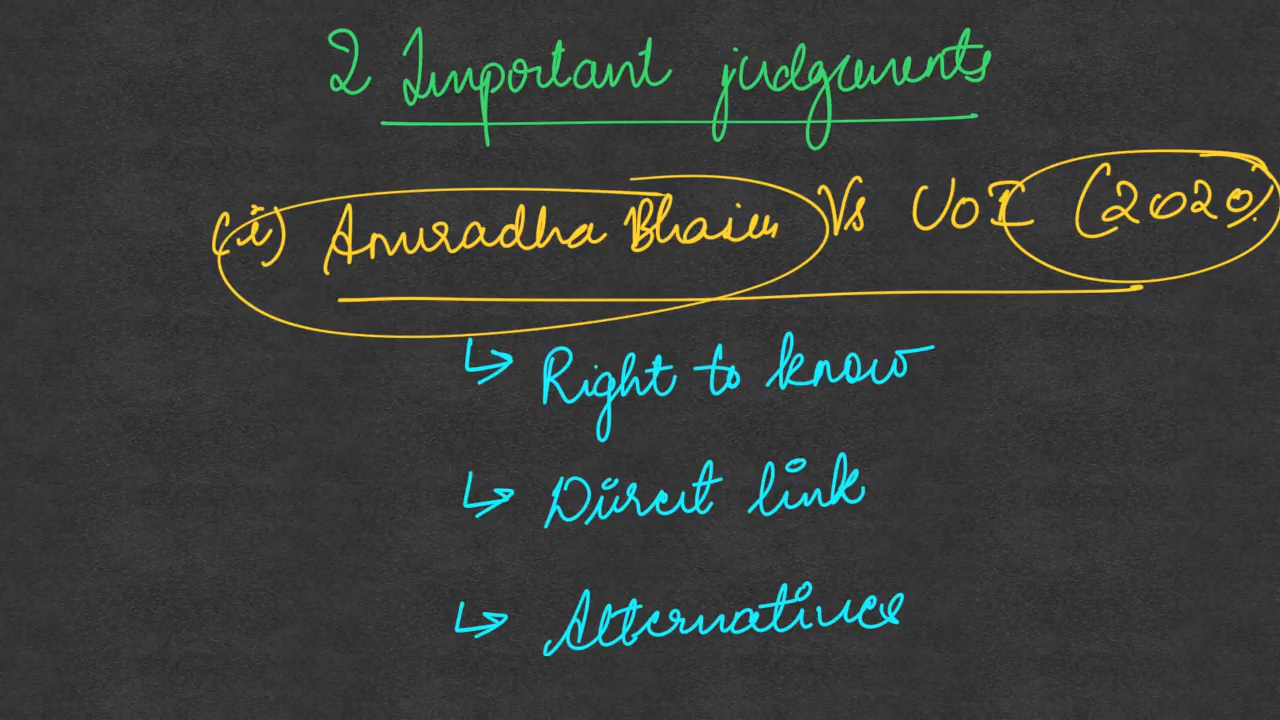 2 Important judgements
(i) Anuradha Bhasin Vs UOI (2020)
↳ Right to know
↳ Direct link
↳ Alternatives